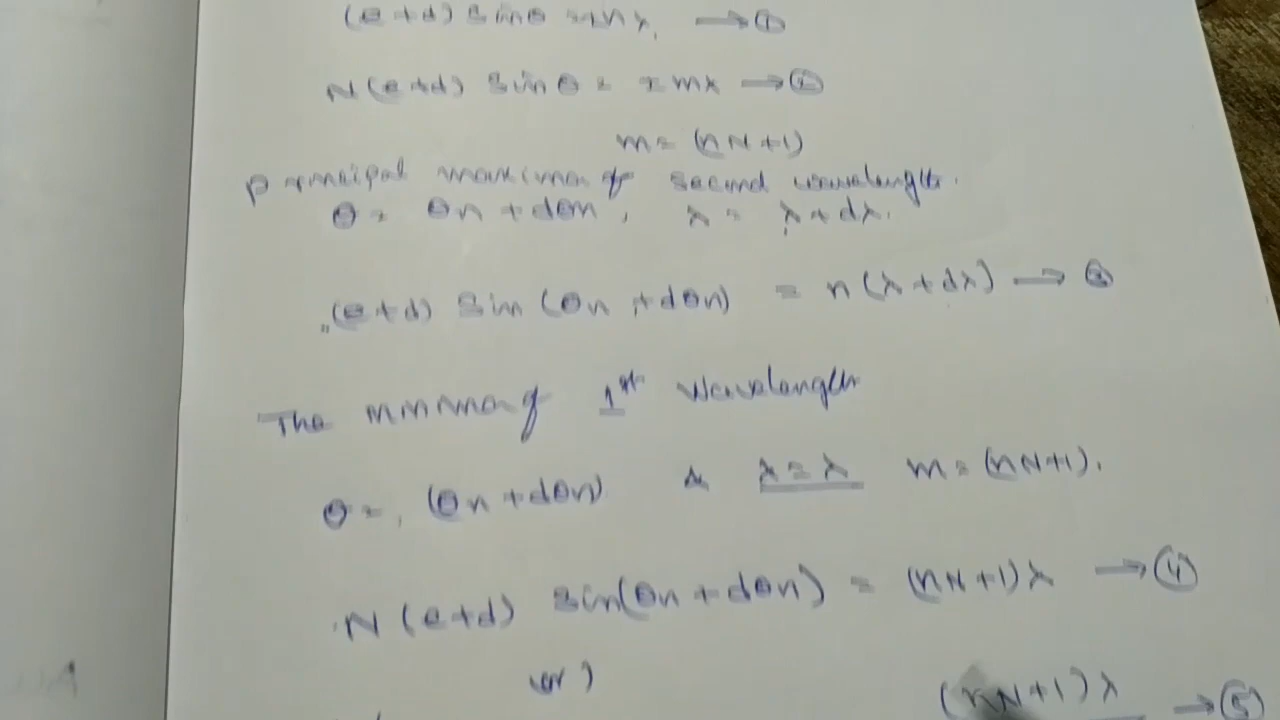 (e+d) sinθ = ±nλ, → ①
N(e+d) sinθ = ±mλ → ②
m = (nN+1)
principal maxima of second wavelength.
θ = θn + dθn, λ = λ+dλ.
(e+d) Sin (θn + dθn) = n(λ+dλ) → ③
The minima of 1st wavelength
θ = (θn + dθn) & λ=λ m = (nN+1).
N(e+d) sin(θn + dθn) = (nN+1)λ → ④
(or)
(nN+1)λ → ⑤